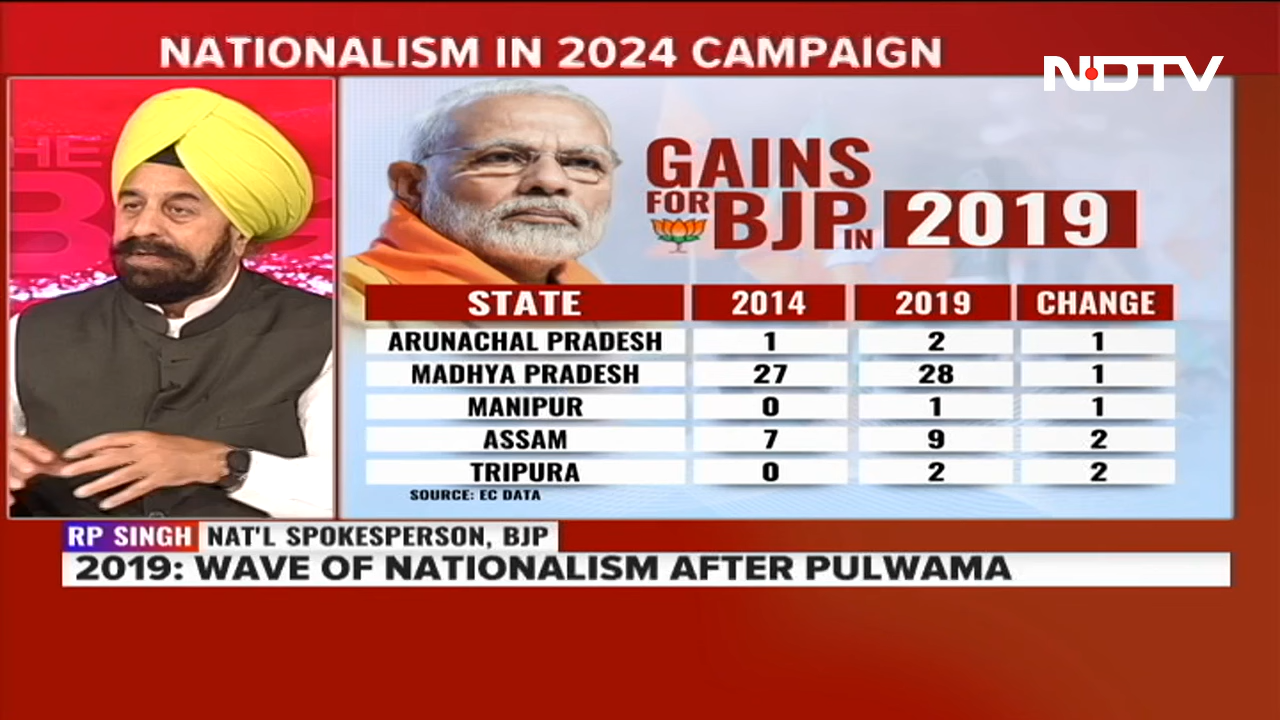 NATIONALISM IN 2024 CAMPAIGN
NDTV
THE
B G
GAINS
FOR BJP IN 2019
STATE 2014 2019 CHANGE
ARUNACHAL PRADESH 1 2 1
MADHYA PRADESH 27 28 1
MANIPUR 0 1 1
ASSAM 7 9 2
TRIPURA 0 2 2
SOURCE: EC DATA
RP SINGH NAT'L SPOKESPERSON, BJP
2019: WAVE OF NATIONALISM AFTER PULWAMA